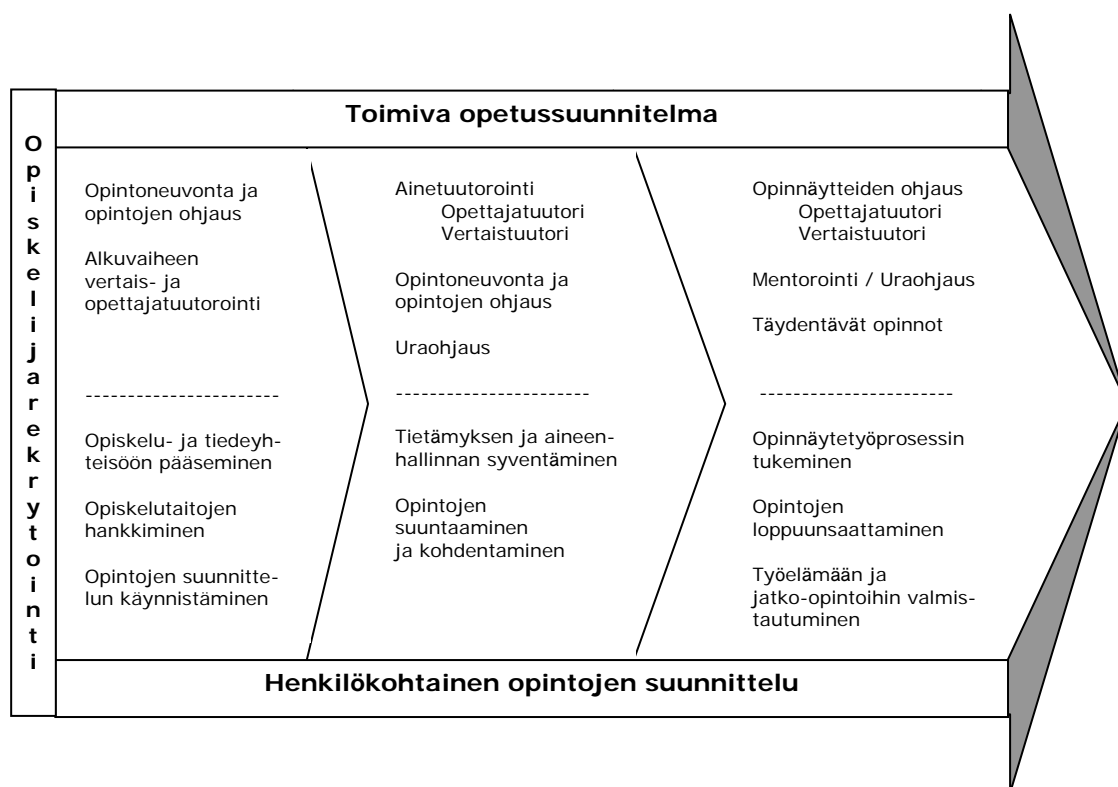 Opiskelijarekrytointi
Toimiva opetussuunnitelma
Opintoneuvonta ja
opintojen ohjaus
Alkuvaiheen
vertais- ja
opettajatuutorointi
-----------------------
Opiskelu- ja tiedeyh-
teisöön pääseminen
Opiskelutaitojen
hankkiminen
Opintojen suunnitte-
lun käynnistäminen
Ainetuutorointi
Opettajatuutori
Vertaistuutori
Opintoneuvonta ja
opintojen ohjaus
Uraohjaus
-----------------------
Tietämyksen ja aineen-
hallinnan syventäminen
Opintojen
suuntaaminen
ja kohdentaminen
Opinnäytteiden ohjaus
Opettajatuutori
Vertaistuutori
Mentorointi / Uraohjaus
Täydentävät opinnot
-----------------------
Opinnäytetyöprosessin
tukeminen
Opintojen
loppuunsaattaminen
Työelämään ja
jatko-opintoihin valmis-
tautuminen
Henkilökohtainen opintojen suunnittelu